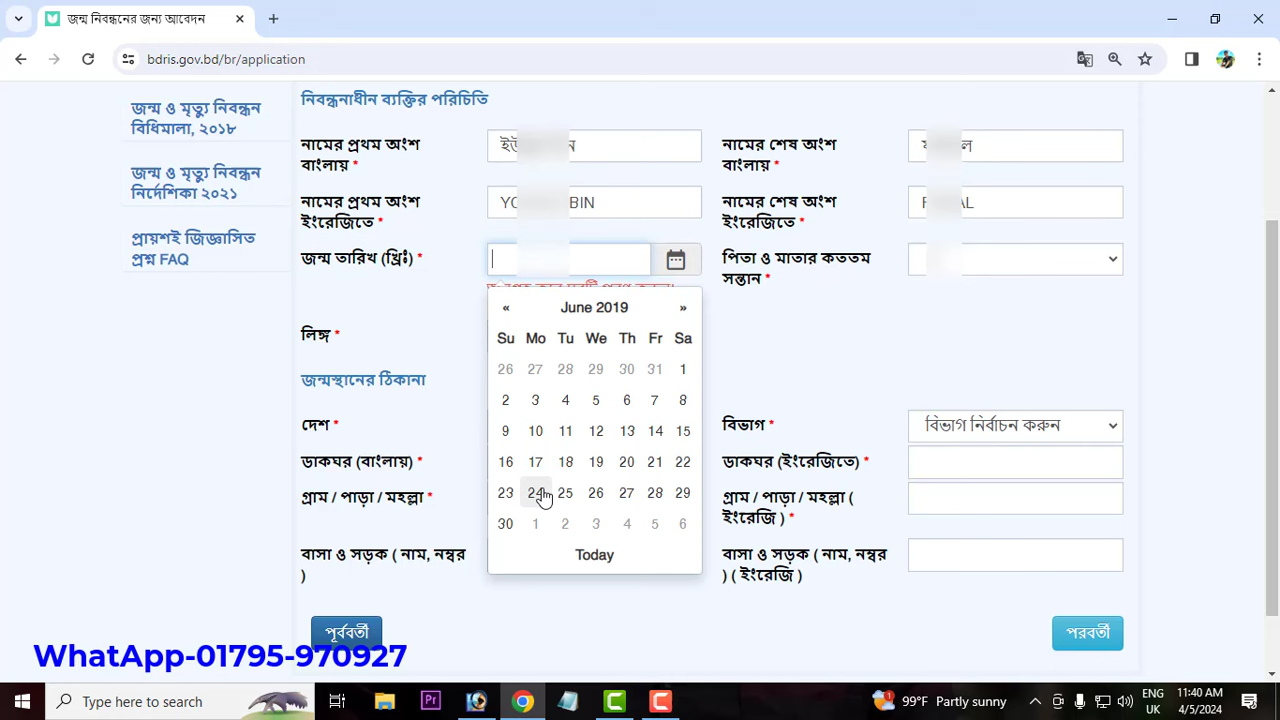 জন্ম নিবন্ধনের জন্য আবেদন
bdris.gov.bd/br/application
জন্ম ও মৃত্যু নিবন্ধন
বিধিমালা, ২০১৮
জন্ম ও মৃত্যু নিবন্ধন
নির্দেশিকা ২০২১
প্রায়শই জিজ্ঞাসিত
প্রশ্ন FAQ
নিবন্ধনাধীন ব্যক্তির পরিচিতি
নামের প্রথম অংশ
বাংলায় *
নামের শেষ অংশ
বাংলায় *
নামের প্রথম অংশ
ইংরেজিতে *
BIN
নামের শেষ অংশ
ইংরেজিতে *
জন্ম তারিখ (খ্রিঃ) *
পিতা ও মাতার কততম
সন্তান *
« June 2019 »
Su Mo Tu We Th Fr Sa
26 27 28 29 30 31 1
2 3 4 5 6 7 8
9 10 11 12 13 14 15
16 17 18 19 20 21 22
23 24 25 26 27 28 29
30 1 2 3 4 5 6
Today
লিঙ্গ *
জন্মস্থানের ঠিকানা
দেশ *
বিভাগ *
বিভাগ নির্বাচন করুন
ডাকঘর (বাংলায়) *
ডাকঘর (ইংরেজিতে) *
গ্রাম / পাড়া / মহল্লা *
গ্রাম / পাড়া / মহল্লা (
ইংরেজি ) *
বাসা ও সড়ক ( নাম, নম্বর
)
বাসা ও সড়ক ( নাম, নম্বর
) ( ইংরেজি )
পূর্ববর্তী
পরবর্তী
WhatApp-01795-970927
Type here to search
Pr
99°F Partly sunny
ENG
UK
11:40 AM
4/5/2024